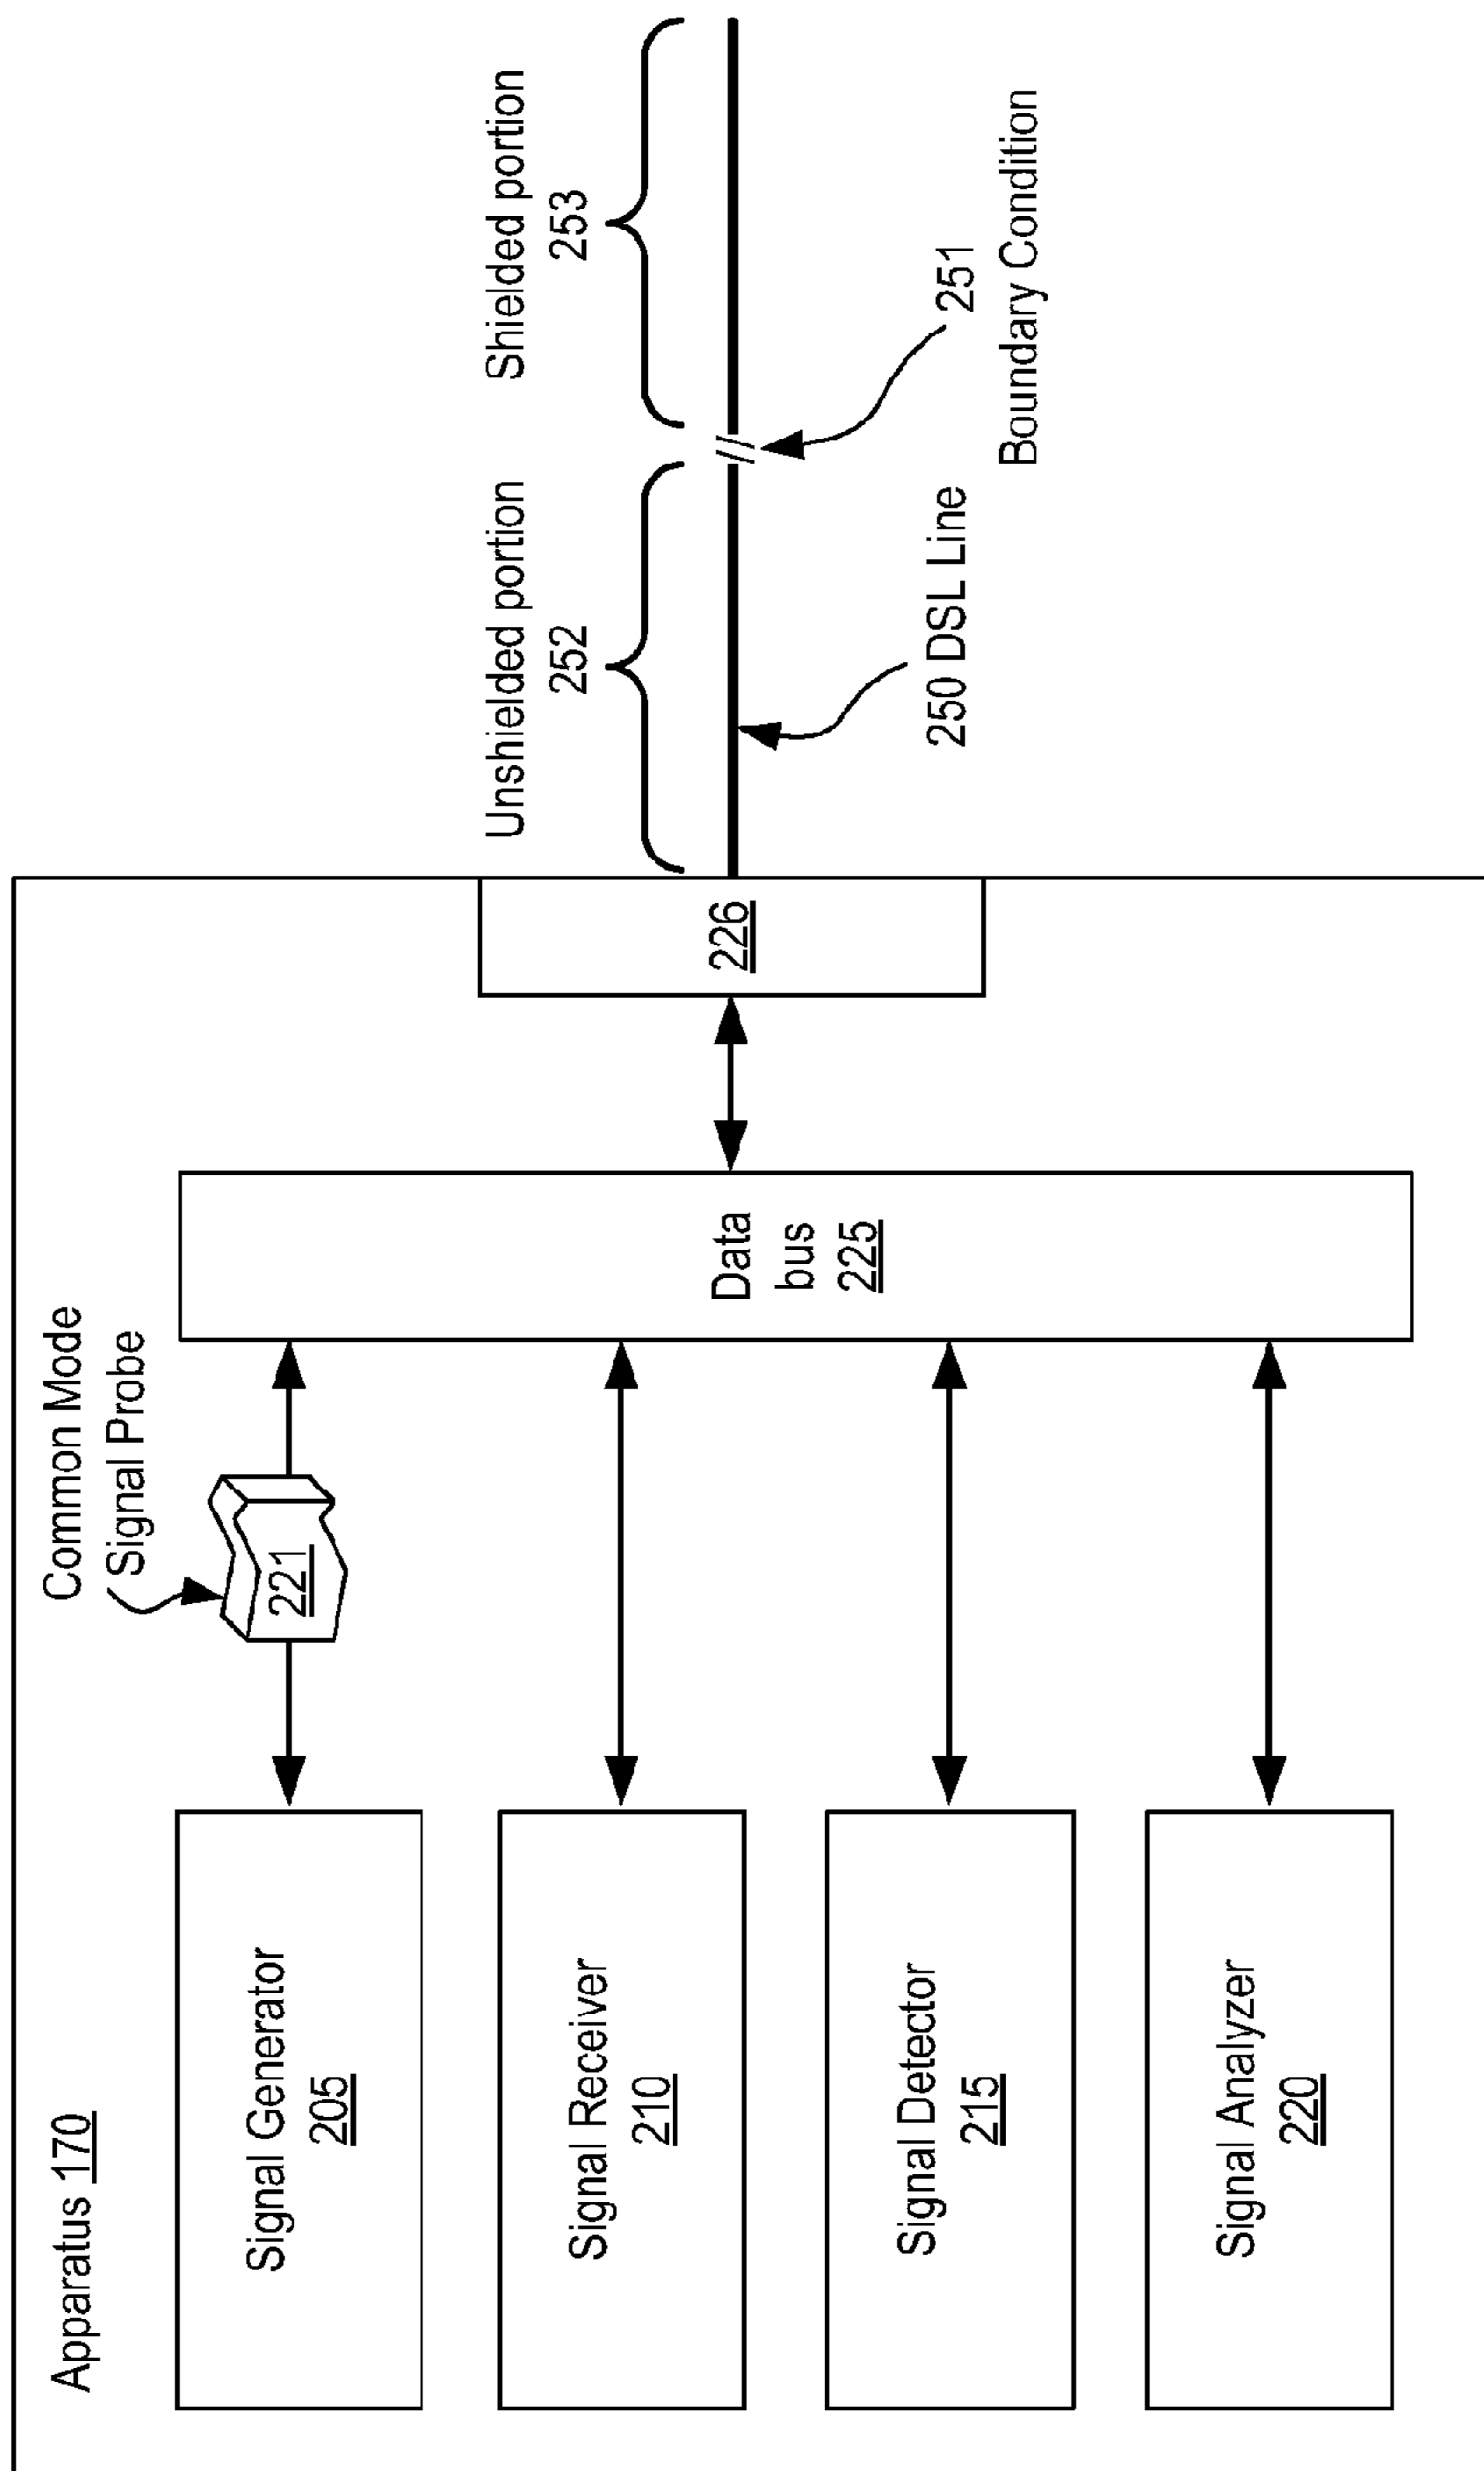 Apparatus 170
Common Mode
Signal Probe
221
Signal Generator
205
Signal Receiver
210
Signal Detector
215
Signal Analyzer
220
Data
bus
225
226
Unshielded portion
252
Shielded portion
253
250 DSL Line
251
Boundary Condition